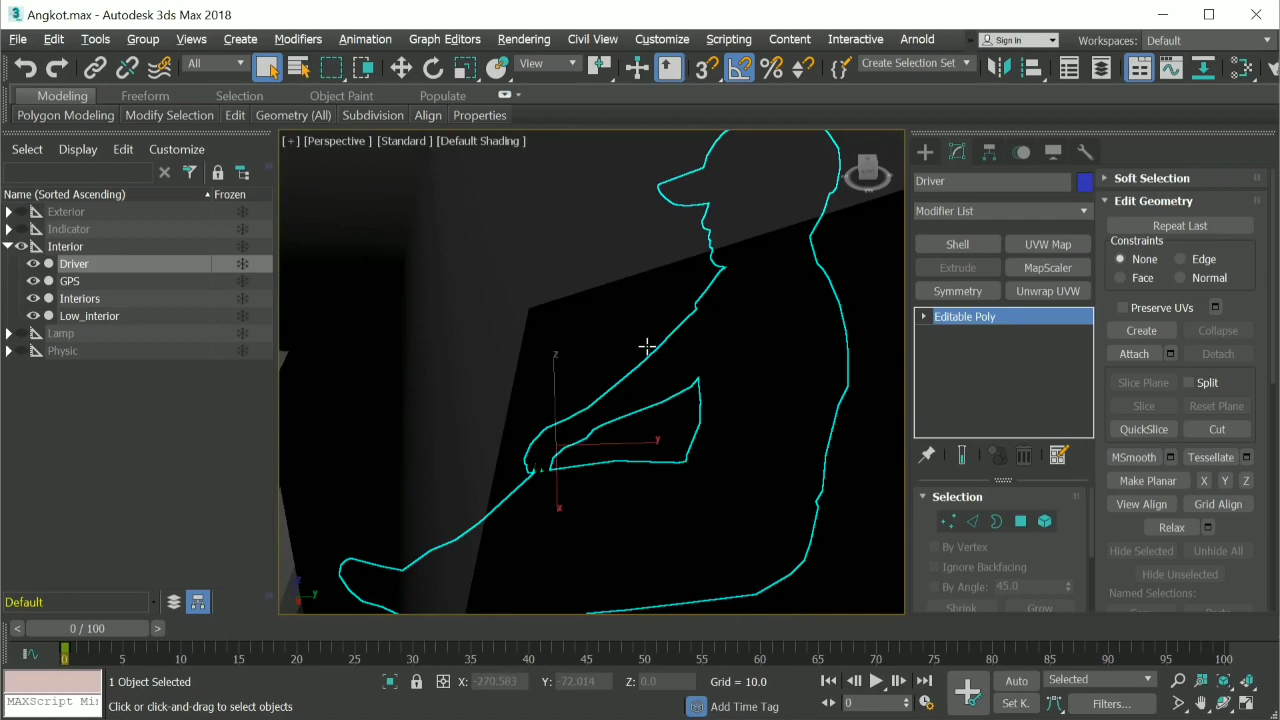 Angkot.max - Autodesk 3ds Max 2018
File Edit Tools Group Views Create Modifiers Animation Graph Editors Rendering Civil View Customize Scripting Content Interactive Arnold Sign In Workspaces: Default
All View Create Selection Set
Modeling Freeform Selection Object Paint Populate
Polygon Modeling Modify Selection Edit Geometry (All) Subdivision Align Properties
Select Display Edit Customize
Name (Sorted Ascending) Frozen
Exterior
Indicator
Interior
Driver
GPS
Interiors
Low_interior
Lamp
Physic
Default
[+] [Perspective ] [Standard ] [Default Shading ]
z
y
x
z
y
Driver
Modifier List
Shell UVW Map
Extrude MapScaler
Symmetry Unwrap UVW
Editable Poly
Selection
By Vertex
Ignore Backfacing
By Angle: 45.0
Shrink Grow
Soft Selection
Edit Geometry
Repeat Last
Constraints
None Edge
Face Normal
Preserve UVs
Create Collapse
Attach Detach
Slice Plane Split
Slice Reset Plane
QuickSlice Cut
MSmooth Tessellate
Make Planar X Y Z
View Align Grid Align
Relax
Hide Selected Unhide All
Hide Unselected
Named Selections:
Copy Paste
< 0 / 100 >
0 5 10 15 20 25 30 35 40 45 50 55 60 65 70 75 80 85 90 95 100
1 Object Selected X: -270.583 Y: -72.014 Z: 0.0 Grid = 10.0 Auto Selected
MAXScript Mi
Click or click-and-drag to select objects Add Time Tag 0 Set K. Filters...